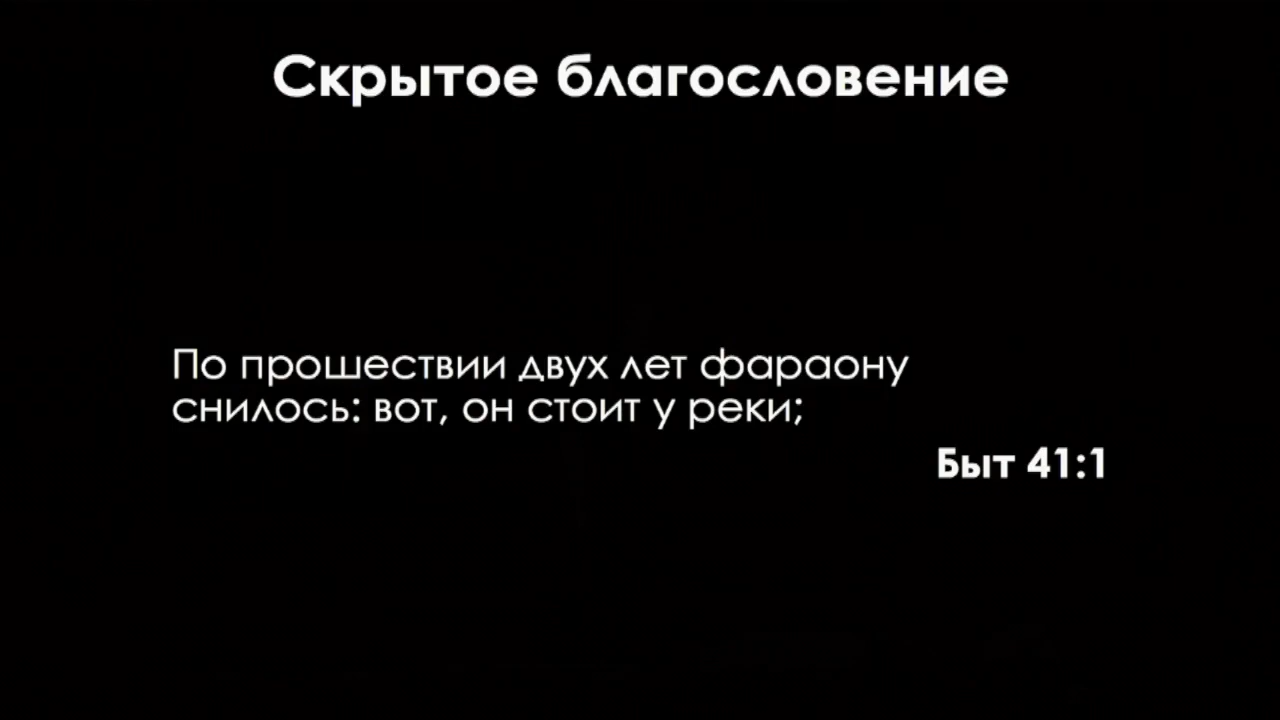 Скрытое благословение
По прошествии двух лет фараону
снилось: вот, он стоит у реки;
Быт 41:1